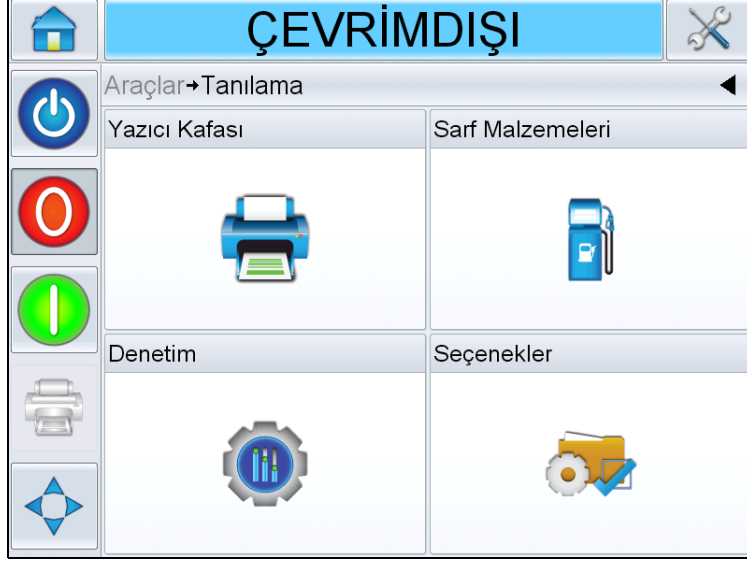 ÇEVRİMDIŞI
Araçlar→Tanılama
Yazıcı Kafası
Sarf Malzemeleri
Denetim
Seçenekler